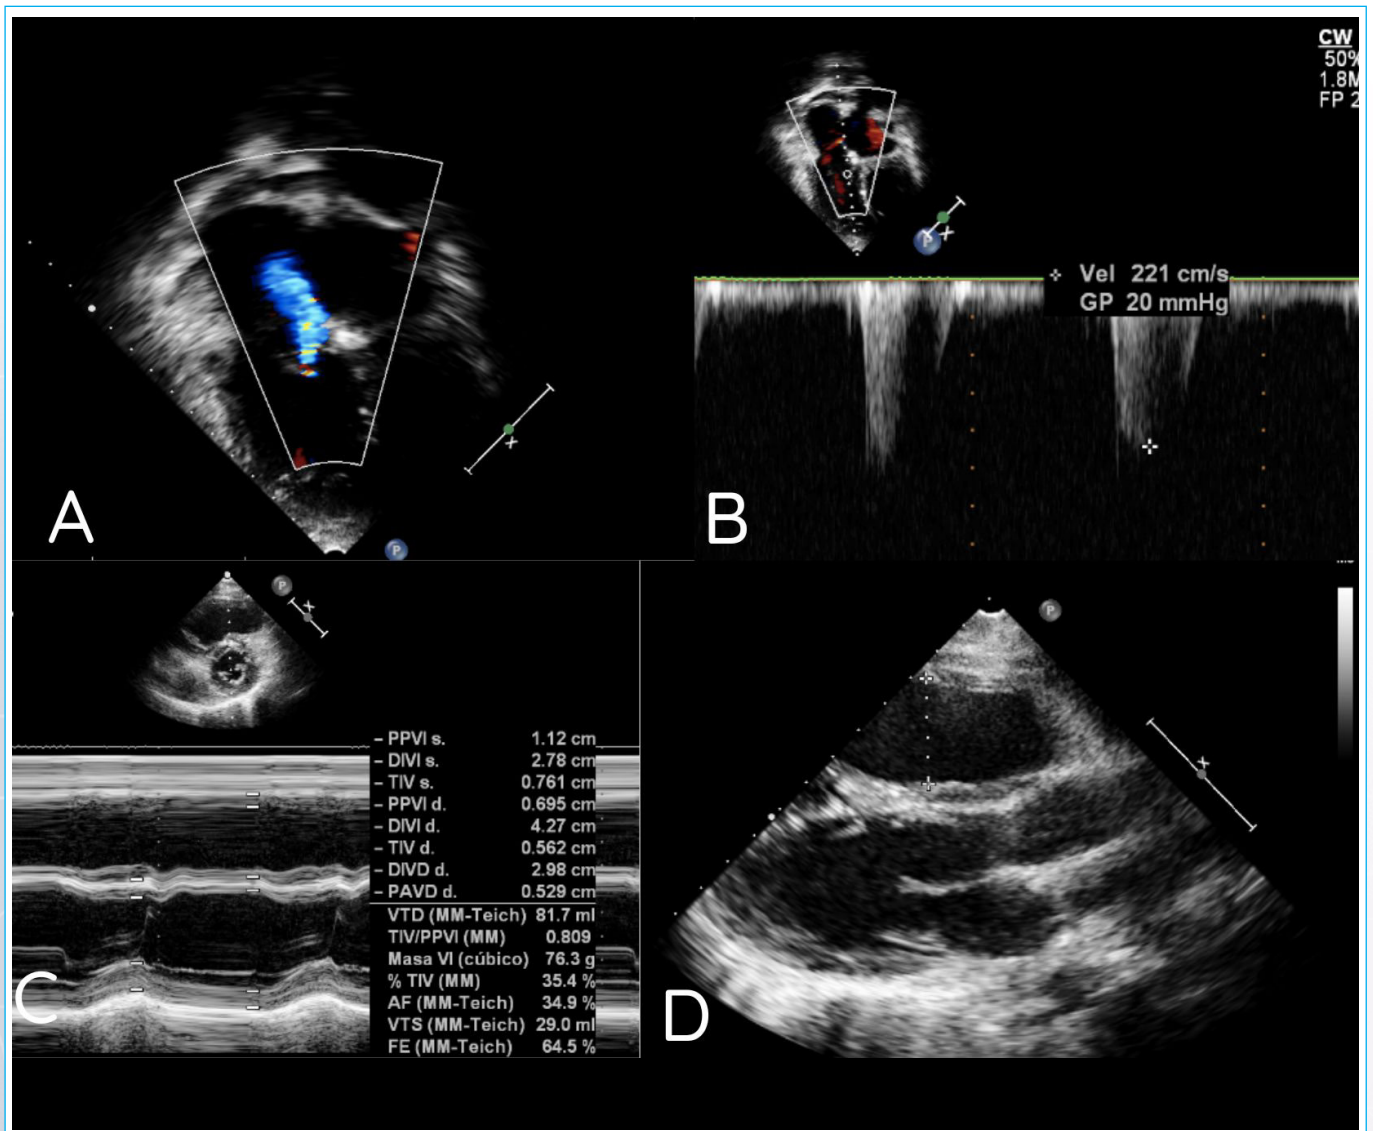 A
CW
50%
1.8M
FP 2
P
Vel 221 cm/s
GP 20 mmHg
B
P
P
– PPVI s. 1.12 cm
– DIVI s. 2.78 cm
– TIV s. 0.761 cm
– PPVI d. 0.695 cm
– DIVI d. 4.27 cm
– TIV d. 0.562 cm
– DIVD d. 2.98 cm
– PAVD d. 0.529 cm
VTD (MM-Teich) 81.7 ml
TIV/PPVI (MM) 0.809
Masa VI (cúbico) 76.3 g
% TIV (MM) 35.4 %
AF (MM-Teich) 34.9 %
VTS (MM-Teich) 29.0 ml
FE (MM-Teich) 64.5 %
C
P
D